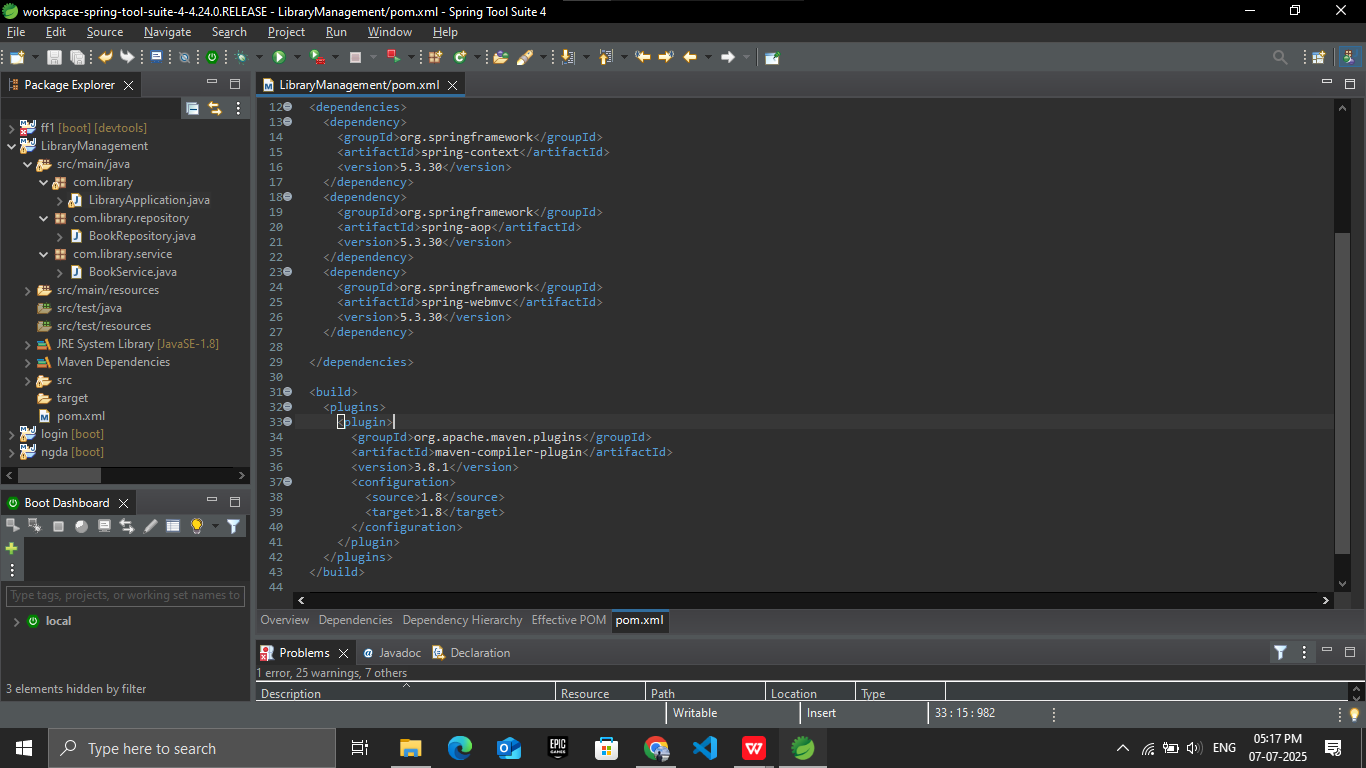 workspace-spring-tool-suite-4-4.24.0.RELEASE - LibraryManagement/pom.xml - Spring Tool Suite 4
File Edit Source Navigate Search Project Run Window Help
Package Explorer
LibraryManagement/pom.xml
ff1 [boot] [devtools]
LibraryManagement
src/main/java
com.library
LibraryApplication.java
com.library.repository
BookRepository.java
com.library.service
BookService.java
src/main/resources
src/test/java
src/test/resources
JRE System Library [JavaSE-1.8]
Maven Dependencies
src
target
pom.xml
login [boot]
ngda [boot]
12 <dependencies>
13 <dependency>
14 <groupId>org.springframework</groupId>
15 <artifactId>spring-context</artifactId>
16 <version>5.3.30</version>
17 </dependency>
18 <dependency>
19 <groupId>org.springframework</groupId>
20 <artifactId>spring-aop</artifactId>
21 <version>5.3.30</version>
22 </dependency>
23 <dependency>
24 <groupId>org.springframework</groupId>
25 <artifactId>spring-webmvc</artifactId>
26 <version>5.3.30</version>
27 </dependency>
28
29 </dependencies>
30
31 <build>
32 <plugins>
33 <plugin>
34 <groupId>org.apache.maven.plugins</groupId>
35 <artifactId>maven-compiler-plugin</artifactId>
36 <version>3.8.1</version>
37 <configuration>
38 <source>1.8</source>
39 <target>1.8</target>
40 </configuration>
41 </plugin>
42 </plugins>
43 </build>
44
Boot Dashboard
Type tags, projects, or working set names to
local
3 elements hidden by filter
Overview Dependencies Dependency Hierarchy Effective POM pom.xml
Problems @ Javadoc Declaration
1 error, 25 warnings, 7 others
Description Resource Path Location Type
Writable Insert 33 : 15 : 982
Type here to search
EPIC GAMES
W
ENG
05:17 PM
07-07-2025